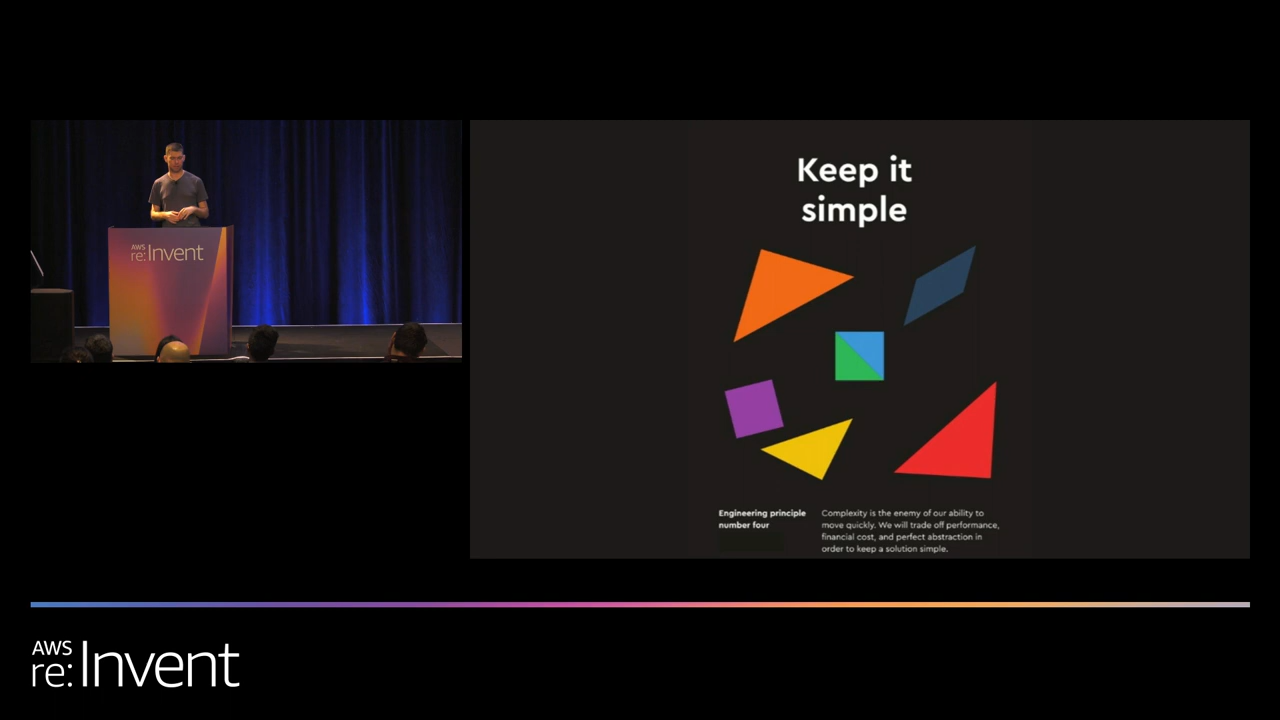 AWS
re:Invent
Keep it
simple
Engineering principle
number four
Complexity is the enemy of our ability to
move quickly. We will trade off performance,
financial cost, and perfect abstraction in
order to keep a solution simple.
AWS
re:Invent